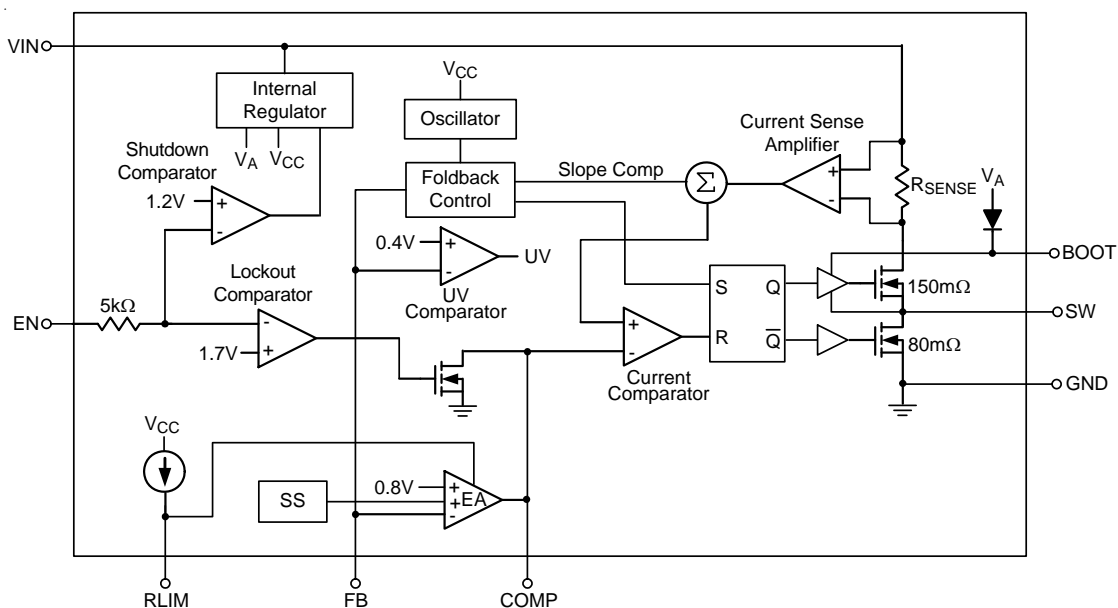 VIN
Internal
Regulator
VA
VCC
Shutdown
Comparator
1.2V
+
-
VCC
Oscillator
Foldback
Control
Slope Comp
Σ
Current Sense
Amplifier
+
-
RSENSE
VA
BOOT
0.4V
+
-
UV
UV
Comparator
Lockout
Comparator
5kΩ
EN
-
1.7V
+
S
Q
R
Q̅
+
-
Current
Comparator
150mΩ
SW
80mΩ
GND
VCC
SS
0.8V
+
+
EA
-
RLIM
FB
COMP